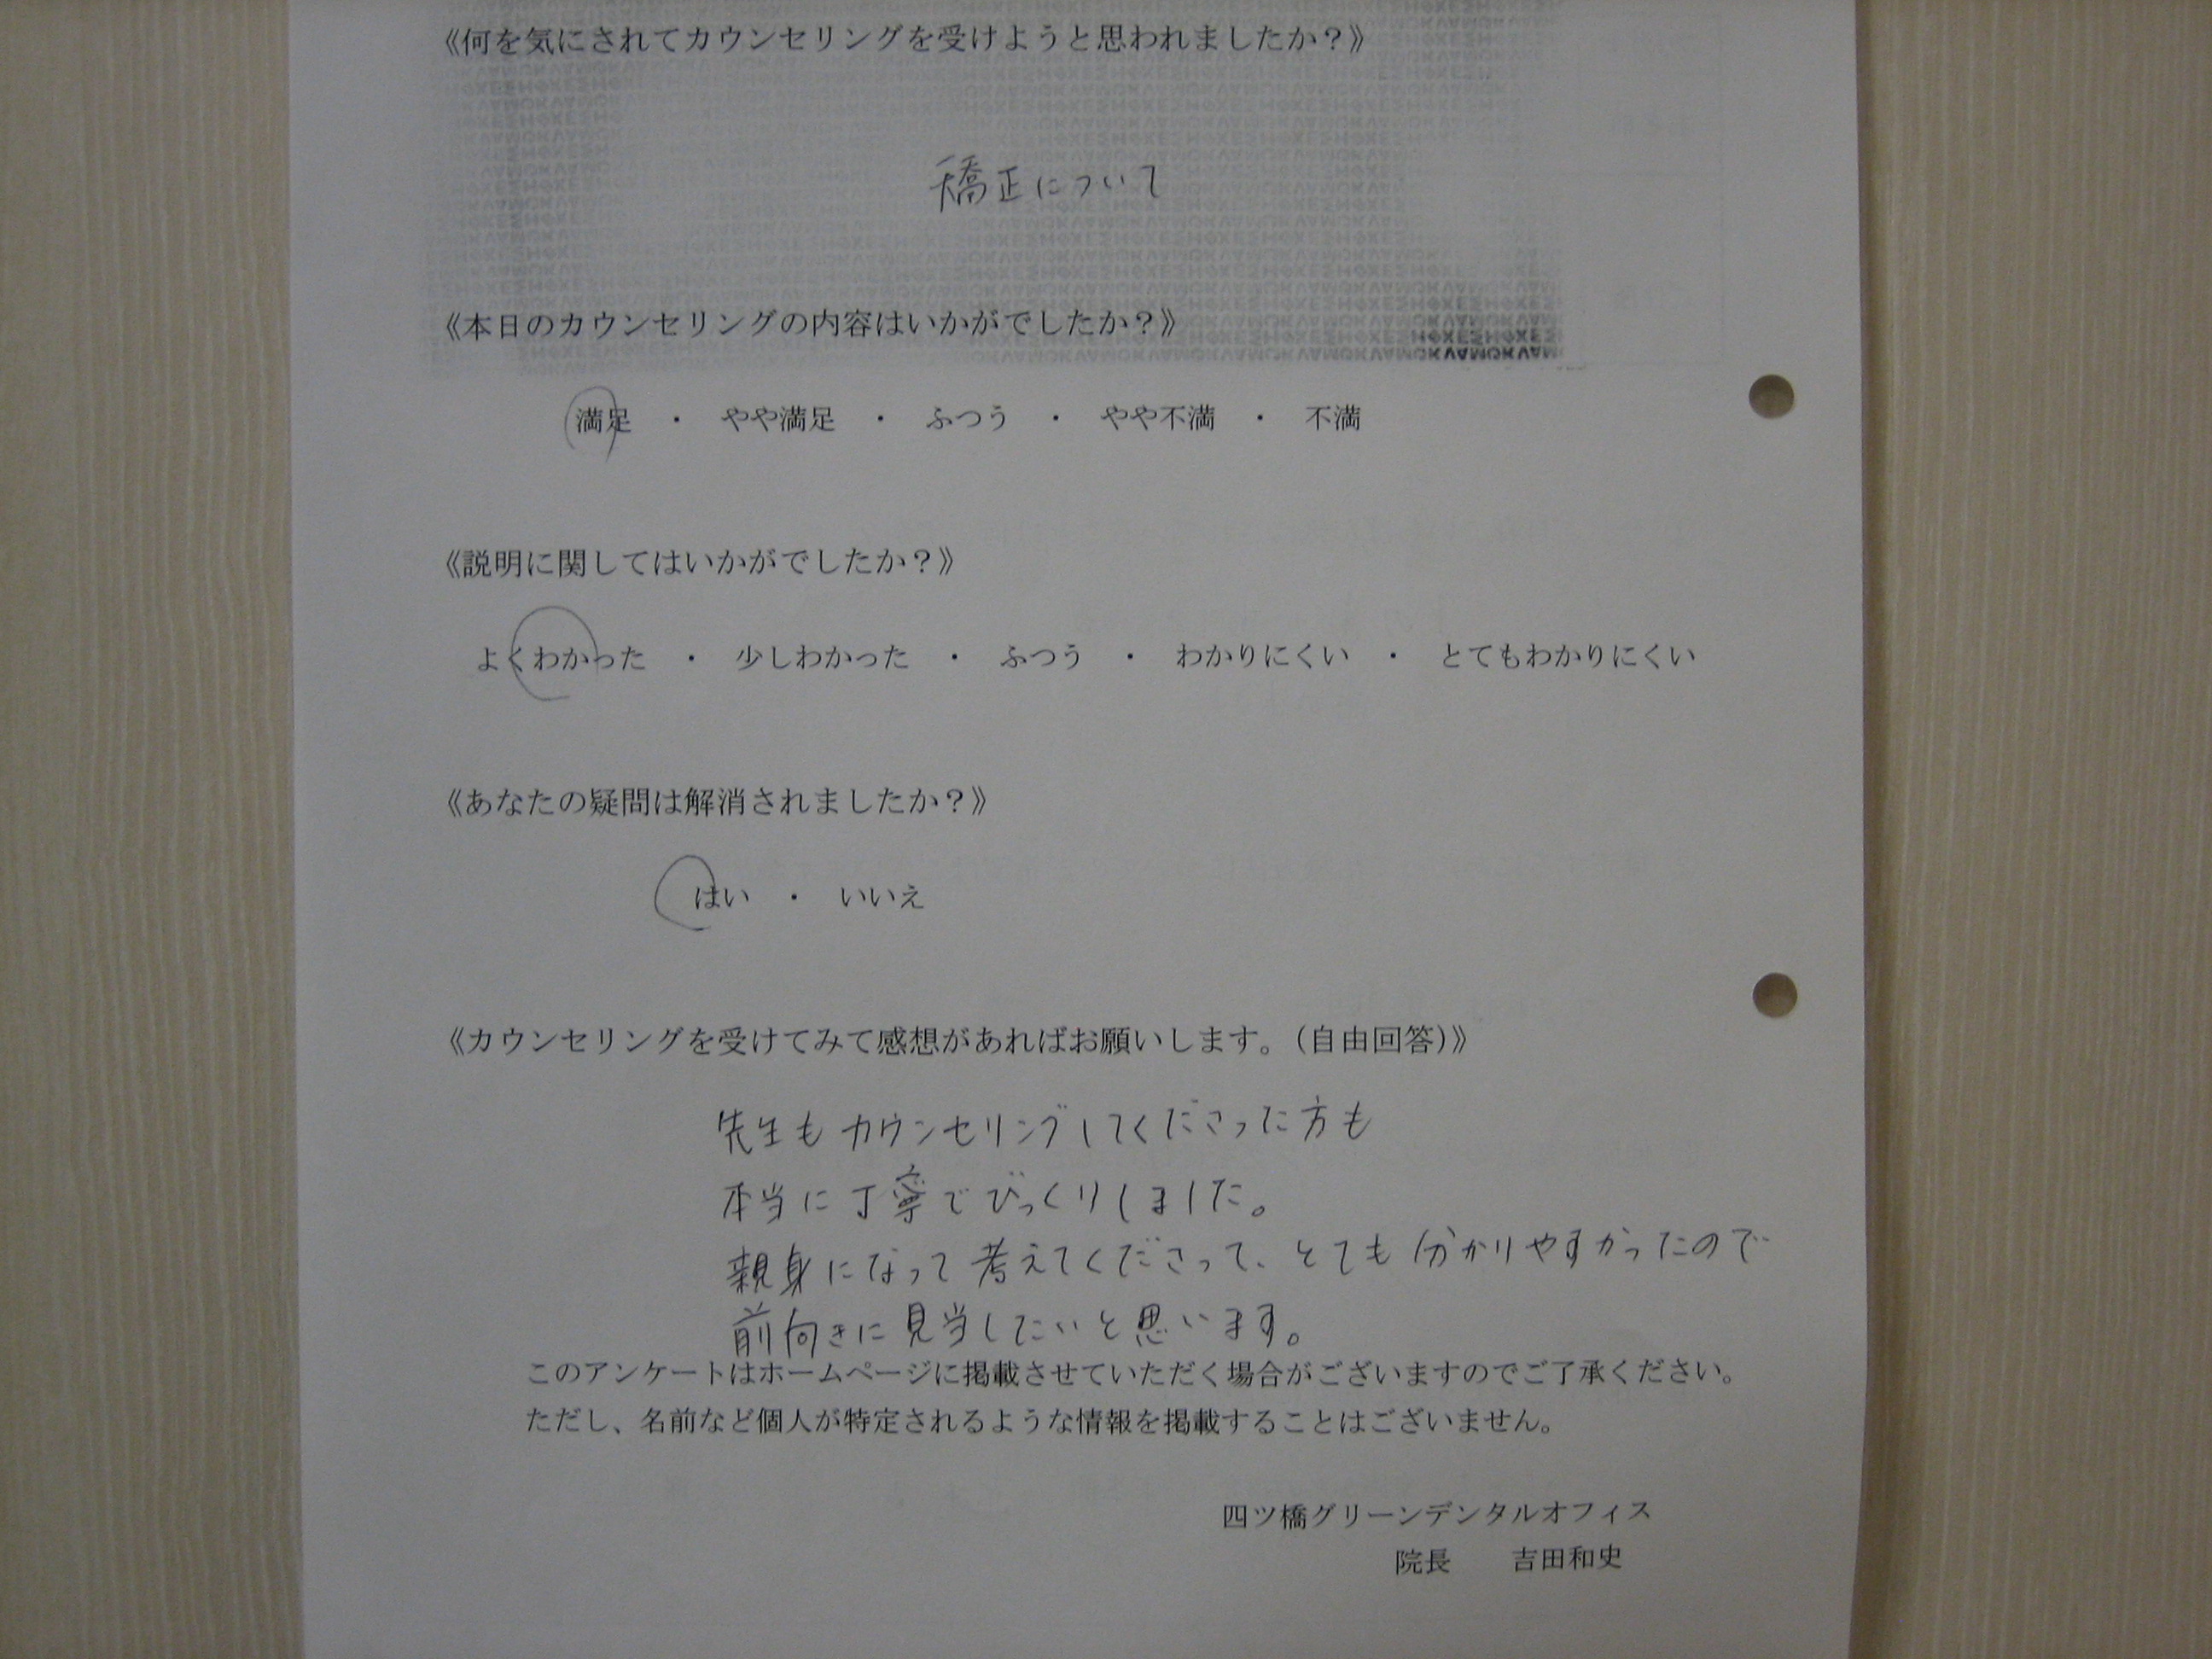 《何を気にされてカウンセリングを受けようと思われましたか？》
矯正について
《本日のカウンセリングの内容はいかがでしたか？》
満足　・　やや満足　・　ふつう　・　やや不満　・　不満
《説明に関してはいかがでしたか？》
よくわかった　・　少しわかった　・　ふつう　・　わかりにくい　・　とてもわかりにくい
《あなたの疑問は解消されましたか？》
はい　・　いいえ
《カウンセリングを受けてみて感想があればお願いします。（自由回答）》
先生もカウンセリングしてくださった方も
本当に丁寧でびっくりしました。
親身になって考えてくださって、とても分かりやすかったので
前向きに見当したいと思います。
このアンケートはホームページに掲載させていただく場合がございますのでご了承ください。
ただし、名前など個人が特定されるような情報を掲載することはございません。
四ツ橋グリーンデンタルオフィス
院長　　吉田和史